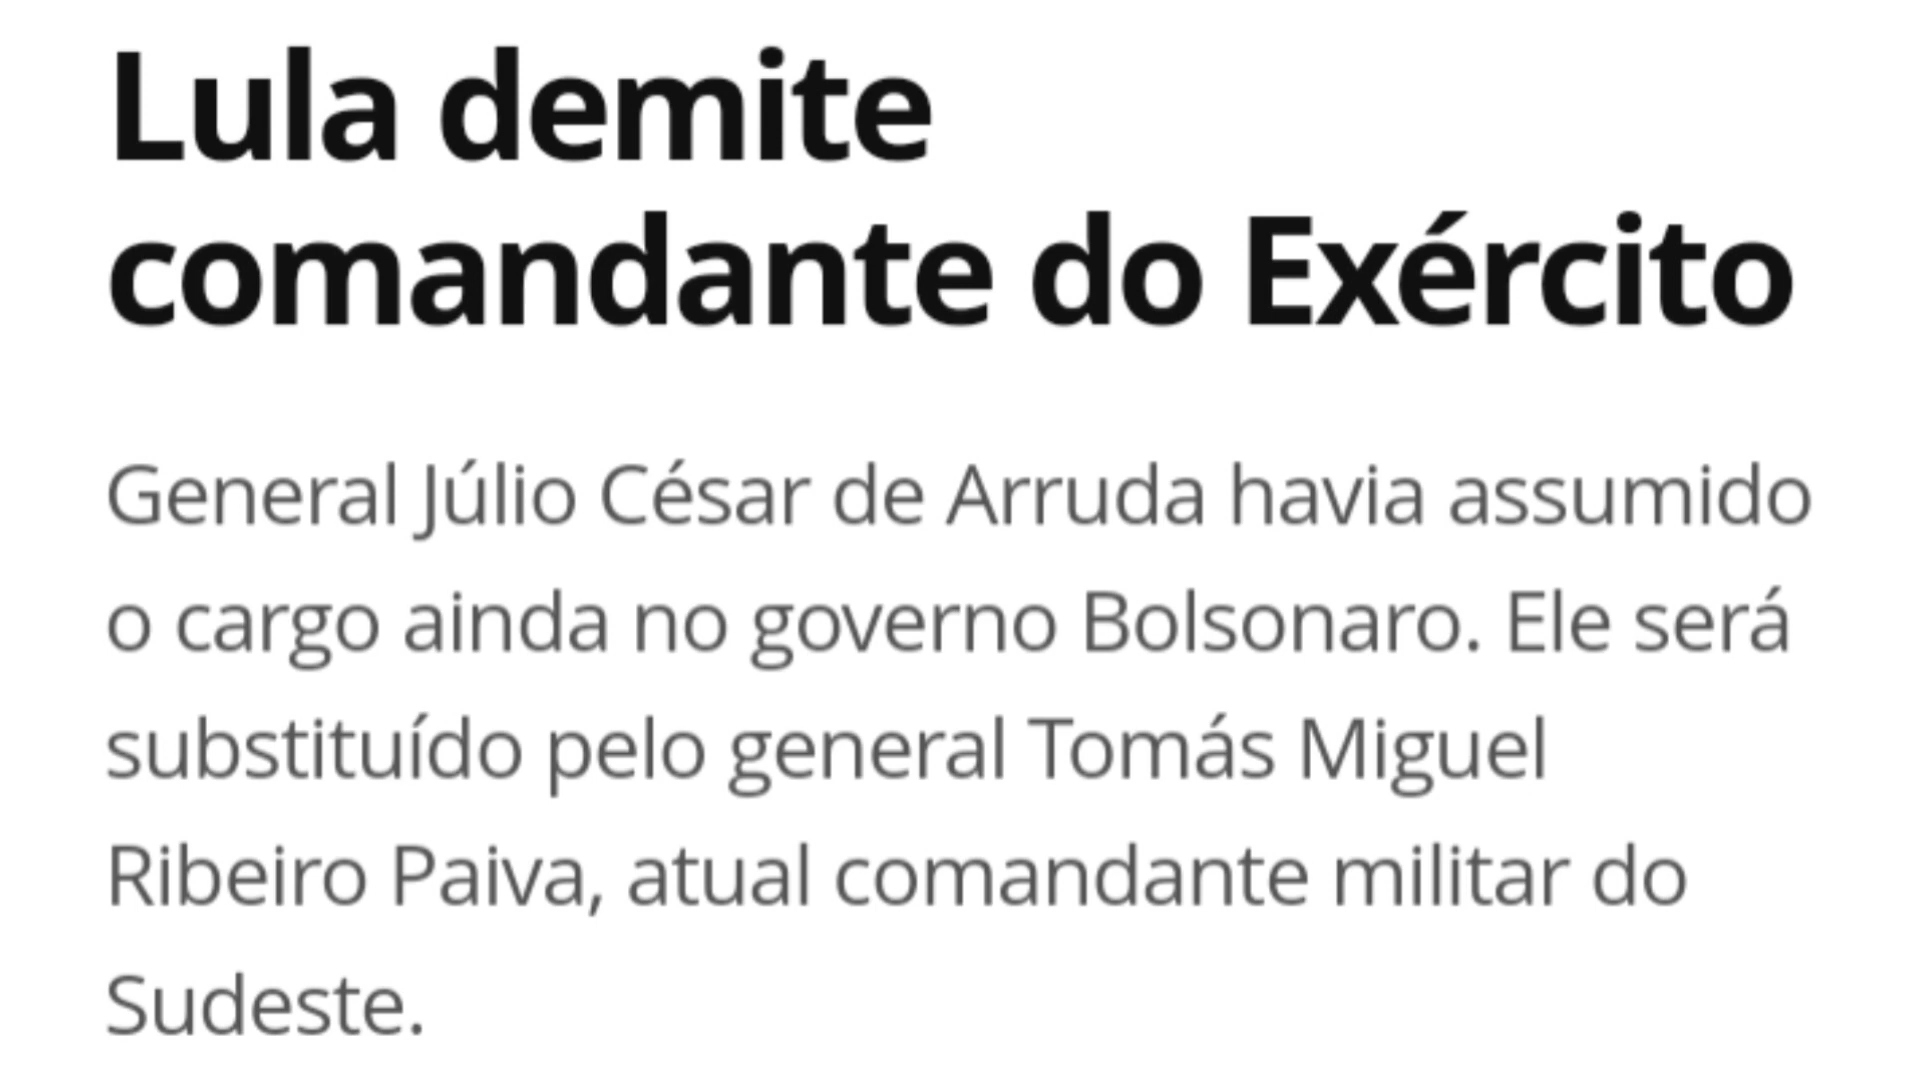 Lula demite
comandante do Exército
General Júlio César de Arruda havia assumido
o cargo ainda no governo Bolsonaro. Ele será
substituído pelo general Tomás Miguel
Ribeiro Paiva, atual comandante militar do
Sudeste.